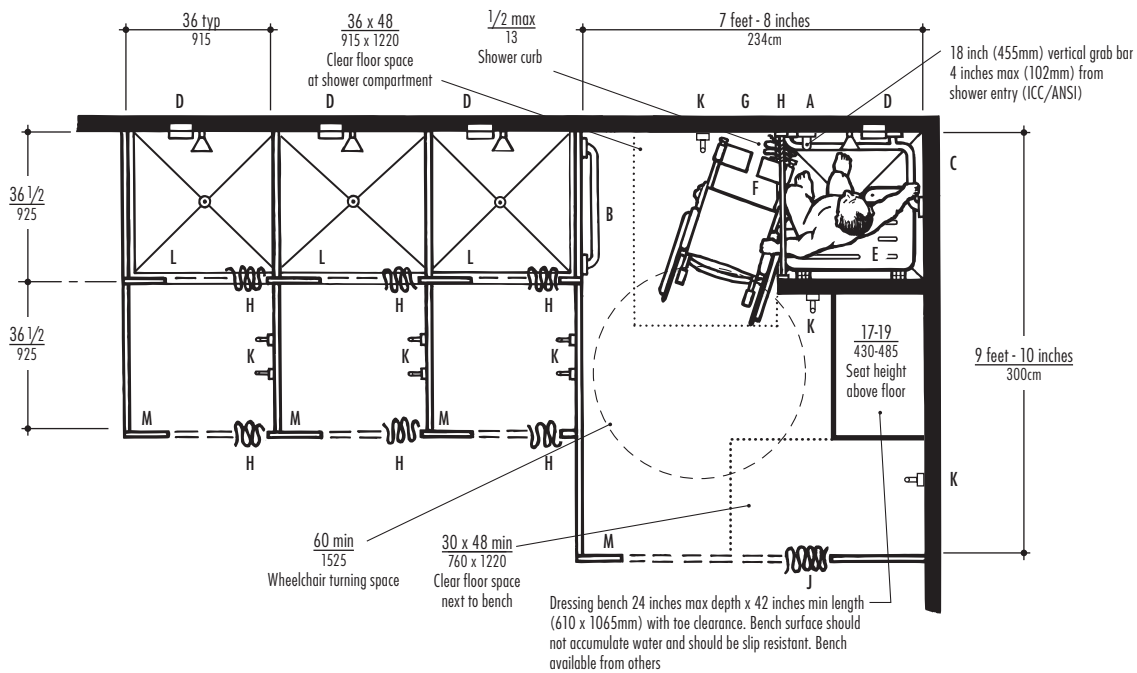 36 typ
915
36 x 48
915 x 1220
Clear floor space
at shower compartment
1/2 max
13
Shower curb
7 feet - 8 inches
234cm
18 inch (455mm) vertical grab bar
4 inches max (102mm) from
shower entry (ICC/ANSI)
D D D K G H A D
36 1/2
925
C
B
F
E
L L L
H H H
K
36 1/2
925
K K K
17-19
430-485
Seat height
above floor
9 feet - 10 inches
300cm
M M M
H H H
K
60 min
1525
Wheelchair turning space
30 x 48 min
760 x 1220
Clear floor space
next to bench
M
J
Dressing bench 24 inches max depth x 42 inches min length
(610 x 1065mm) with toe clearance. Bench surface should
not accumulate water and should be slip resistant. Bench
available from others